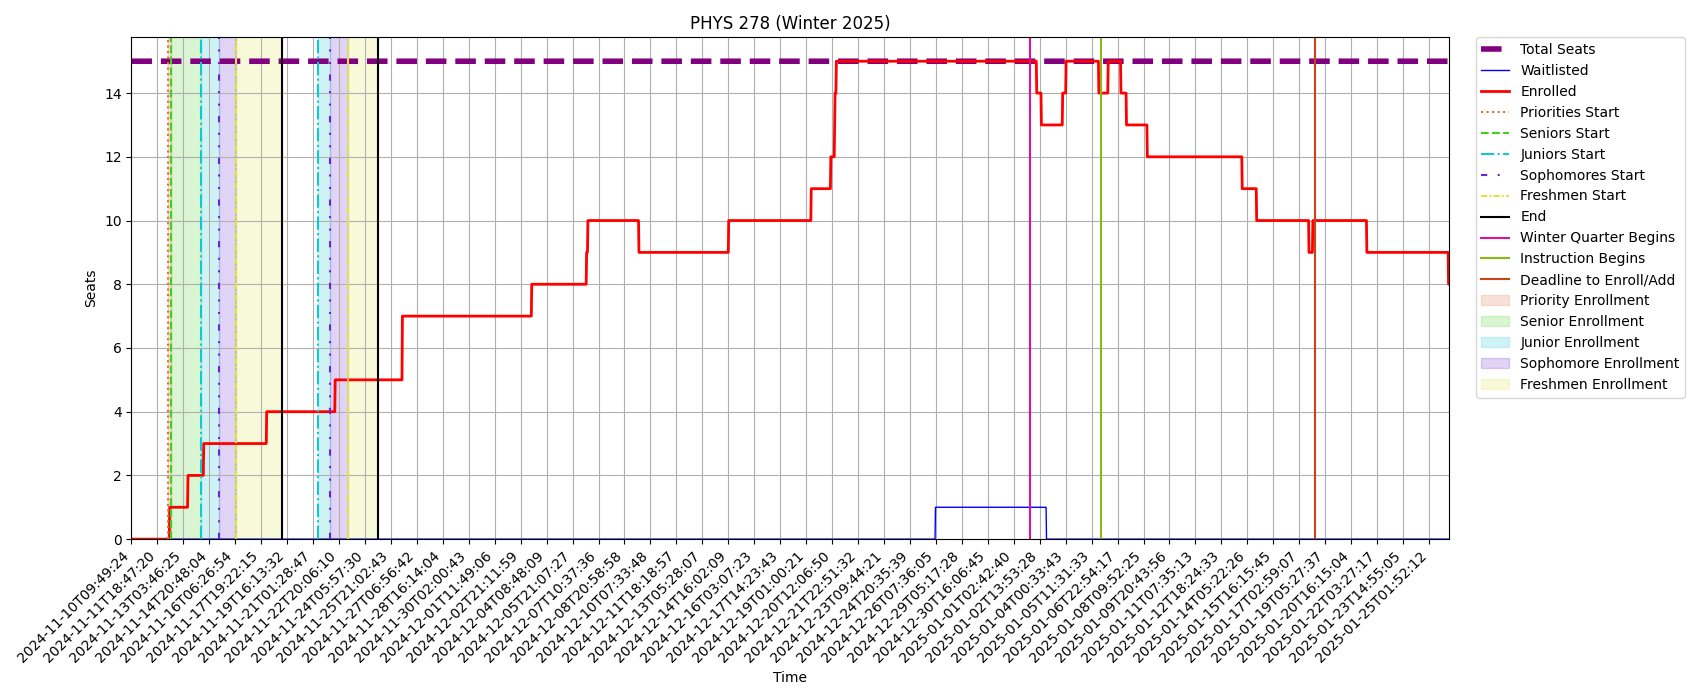 PHYS 278 (Winter 2025)
Seats
14
12
10
8
6
4
2
0
2024-11-10T09:49:24
2024-11-11T18:47:20
2024-11-13T03:46:25
2024-11-14T20:48:04
2024-11-16T06:26:54
2024-11-17T19:22:15
2024-11-19T16:13:32
2024-11-21T01:28:47
2024-11-22T20:06:10
2024-11-24T05:57:30
2024-11-25T21:02:43
2024-11-27T06:56:42
2024-11-28T16:14:04
2024-11-30T02:00:43
2024-12-01T11:49:06
2024-12-02T21:11:59
2024-12-04T08:48:09
2024-12-05T21:07:27
2024-12-07T10:37:36
2024-12-08T20:58:58
2024-12-10T07:33:48
2024-12-11T18:18:57
2024-12-13T05:28:07
2024-12-14T16:02:09
2024-12-16T03:07:23
2024-12-17T14:23:43
2024-12-19T01:00:21
2024-12-20T12:06:50
2024-12-21T22:51:32
2024-12-23T09:44:21
2024-12-24T20:35:39
2024-12-26T07:36:05
2024-12-29T05:17:28
2024-12-30T16:06:45
2025-01-01T02:42:40
2025-01-02T13:53:28
2025-01-04T00:33:43
2025-01-05T11:31:33
2025-01-06T22:54:17
2025-01-08T09:52:25
2025-01-09T20:43:56
2025-01-11T07:35:13
2025-01-12T18:24:33
2025-01-14T05:22:26
2025-01-15T16:15:45
2025-01-17T02:59:07
2025-01-19T05:27:37
2025-01-20T16:15:04
2025-01-22T03:27:17
2025-01-23T14:55:05
2025-01-25T01:52:12
Time
Total Seats
Waitlisted
Enrolled
Priorities Start
Seniors Start
Juniors Start
Sophomores Start
Freshmen Start
End
Winter Quarter Begins
Instruction Begins
Deadline to Enroll/Add
Priority Enrollment
Senior Enrollment
Junior Enrollment
Sophomore Enrollment
Freshmen Enrollment